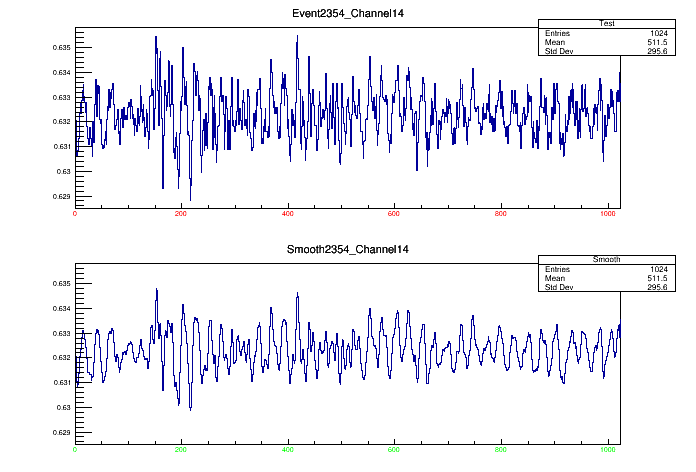 Event2354_Channel14
Test
Entries 1024
Mean 511.5
Std Dev 295.6
0.635
0.634
0.633
0.632
0.631
0.63
0.629
0 200 400 600 800 1000
Smooth2354_Channel14
Smooth
Entries 1024
Mean 511.5
Std Dev 295.6
0.635
0.634
0.633
0.632
0.631
0.63
0.629
0 200 400 600 800 1000